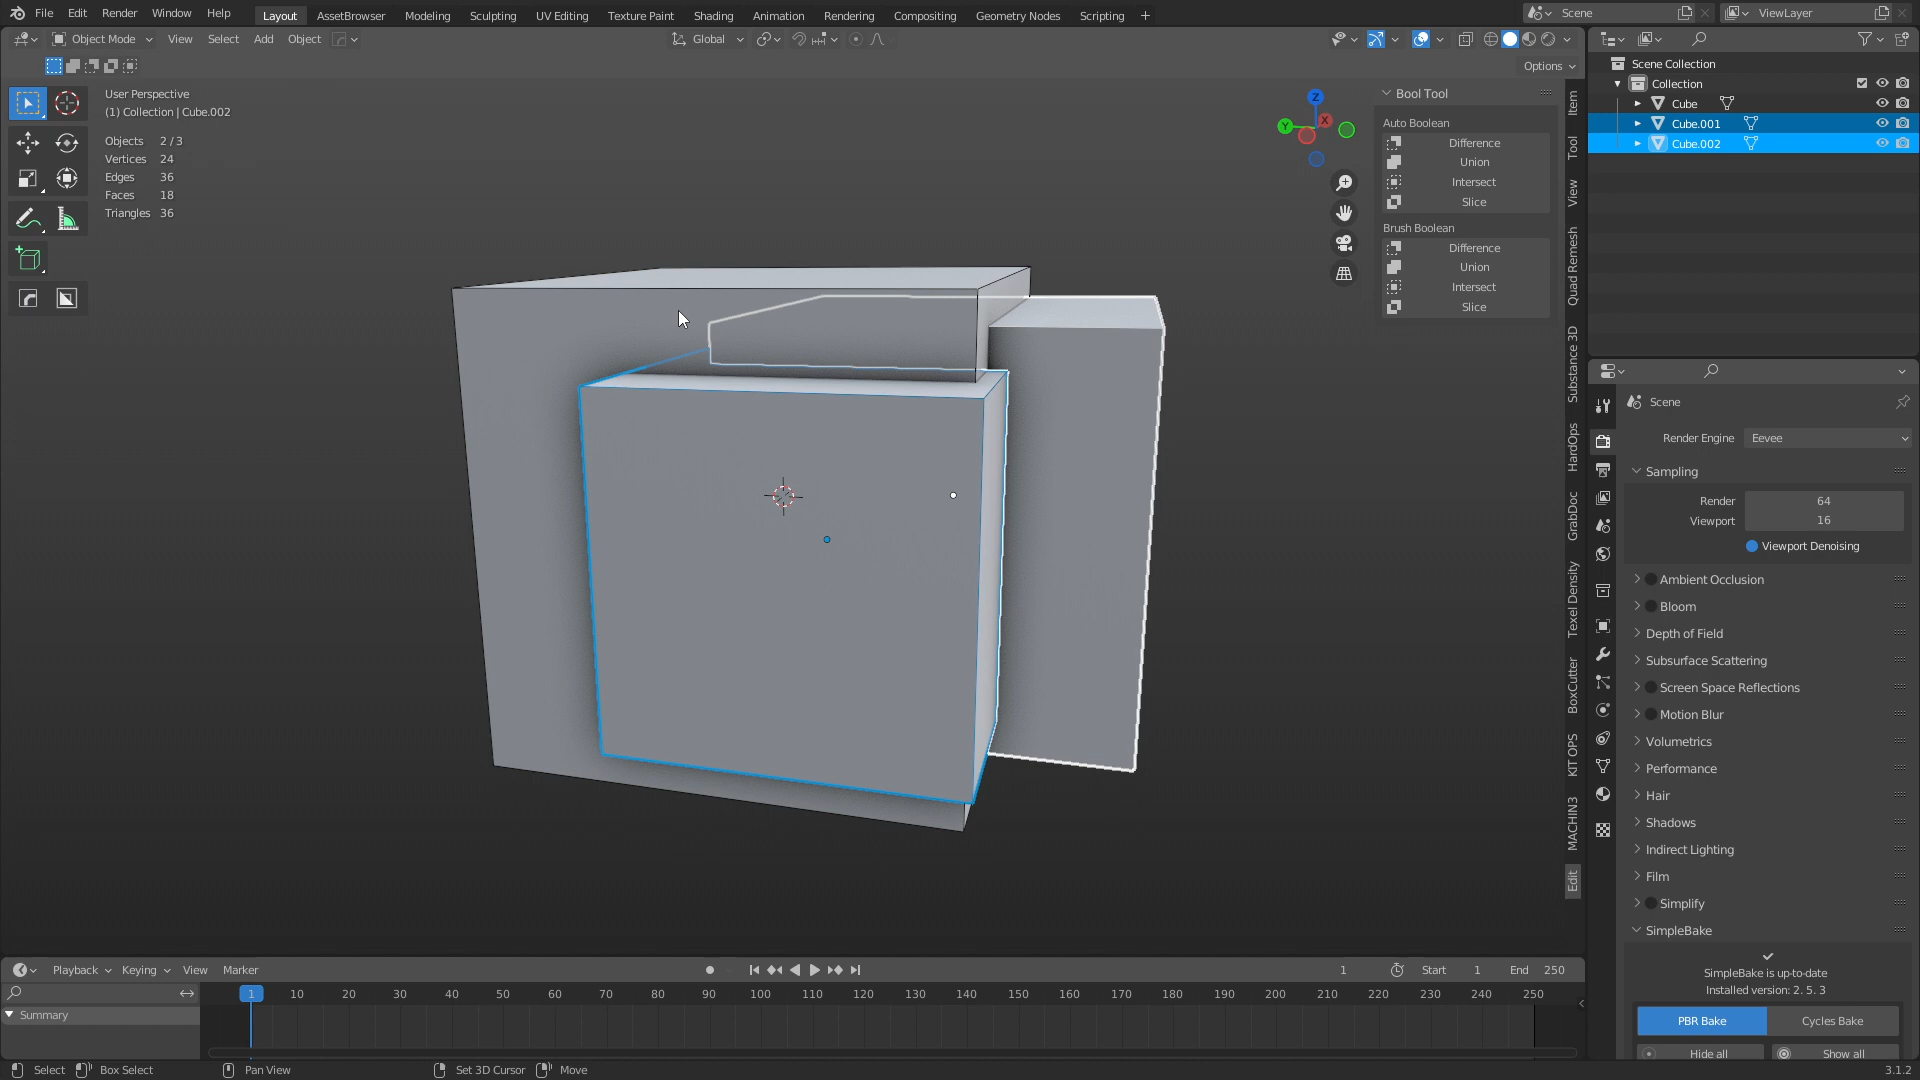 File Edit Render Window Help Layout AssetBrowser Modeling Sculpting UV Editing Texture Paint Shading Animation Rendering Compositing Geometry Nodes Scripting + Scene ViewLayer
Object Mode View Select Add Object Global
Options
User Perspective
(1) Collection | Cube.002
Objects 2 / 3
Vertices 24
Edges 36
Faces 18
Triangles 36
Z
Y
X
Bool Tool
Auto Boolean
Difference
Union
Intersect
Slice
Brush Boolean
Difference
Union
Intersect
Slice
Item
Tool
View
Quad Remesh
Substance 3D
HardOps
GrabDoc
Texel Density
BoxCutter
KIT OPS
MACHIN3
Edit
Scene Collection
Collection
Cube
Cube.001
Cube.002
Scene
Render Engine Eevee
Sampling
Render 64
Viewport 16
Viewport Denoising
Ambient Occlusion
Bloom
Depth of Field
Subsurface Scattering
Screen Space Reflections
Motion Blur
Volumetrics
Performance
Hair
Shadows
Indirect Lighting
Film
Simplify
SimpleBake
SimpleBake is up-to-date
Installed version: 2. 5. 3
PBR Bake Cycles Bake
Hide all Show all
Playback Keying View Marker 1 Start 1 End 250
1 10 20 30 40 50 60 70 80 90 100 110 120 130 140 150 160 170 180 190 200 210 220 230 240 250
Summary
Select Box Select Pan View Set 3D Cursor Move 3.1.2